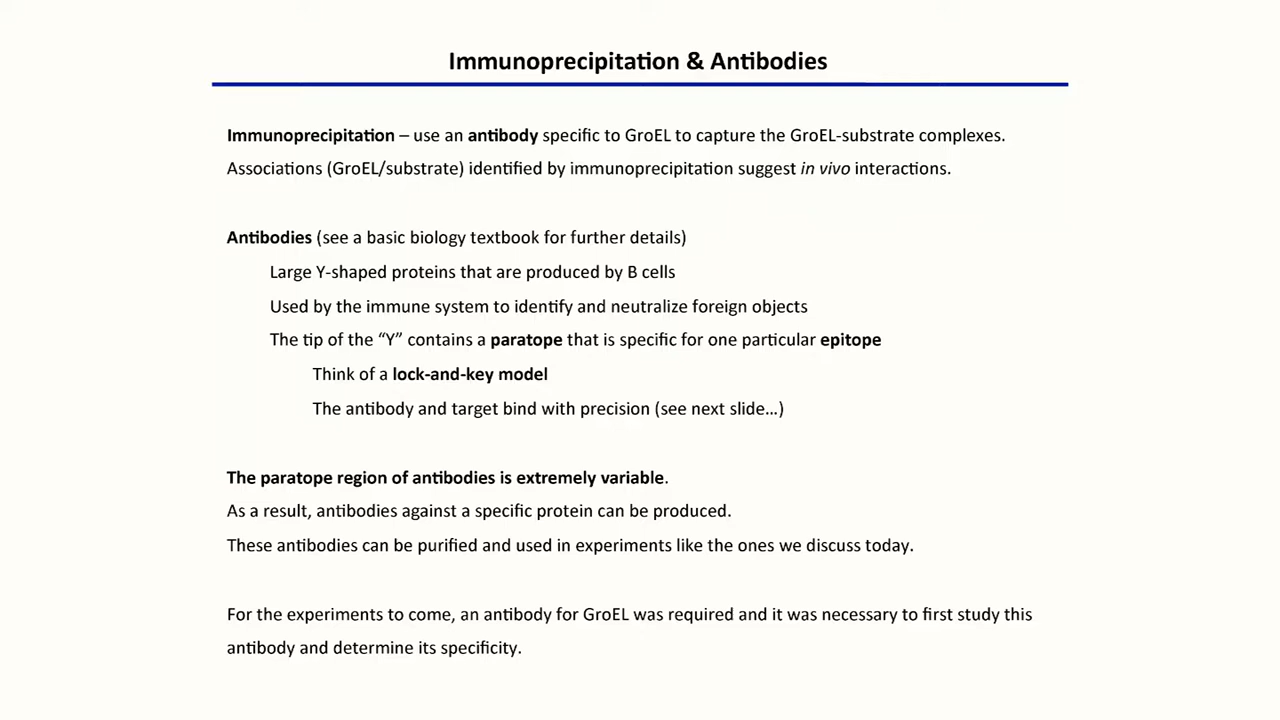 Immunoprecipitation & Antibodies
Immunoprecipitation – use an antibody specific to GroEL to capture the GroEL-substrate complexes.
Associations (GroEL/substrate) identified by immunoprecipitation suggest in vivo interactions.
Antibodies (see a basic biology textbook for further details)
Large Y-shaped proteins that are produced by B cells
Used by the immune system to identify and neutralize foreign objects
The tip of the “Y” contains a paratope that is specific for one particular epitope
Think of a lock-and-key model
The antibody and target bind with precision (see next slide…)
The paratope region of antibodies is extremely variable.
As a result, antibodies against a specific protein can be produced.
These antibodies can be purified and used in experiments like the ones we discuss today.
For the experiments to come, an antibody for GroEL was required and it was necessary to first study this
antibody and determine its specificity.